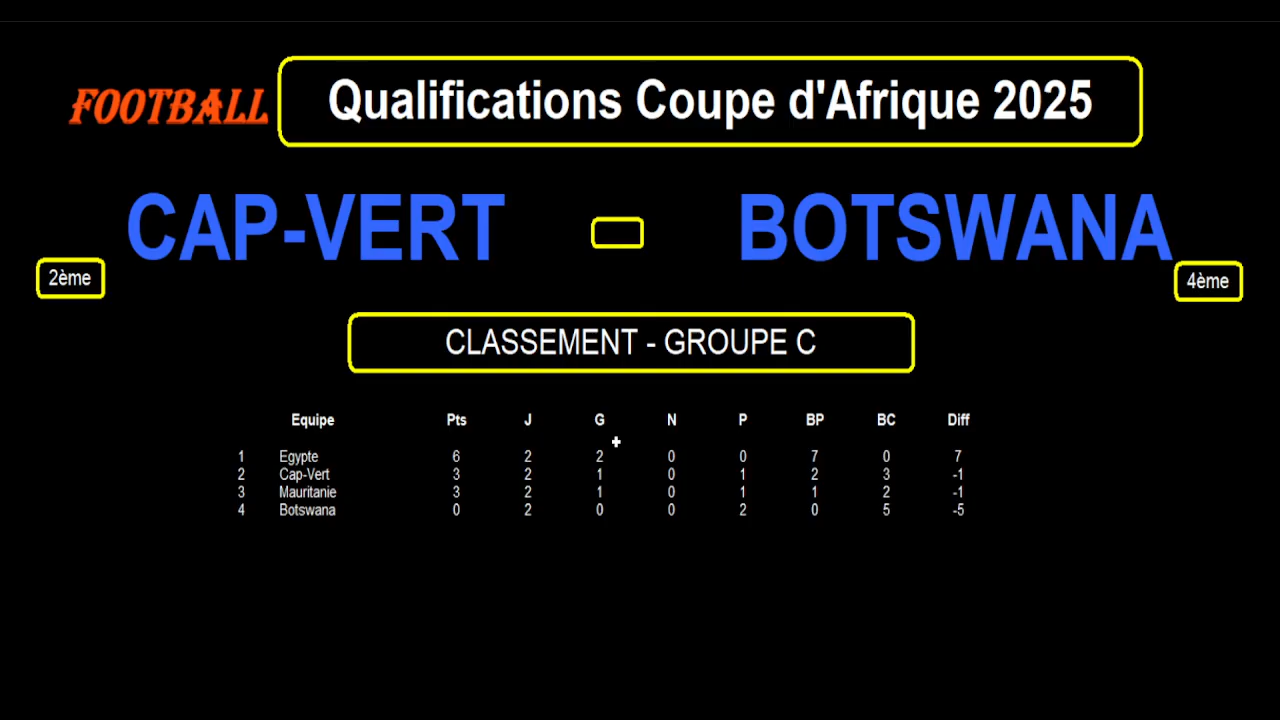 FOOTBALL Qualifications Coupe d'Afrique 2025
CAP-VERT BOTSWANA
2ème 4ème
CLASSEMENT - GROUPE C
Equipe Pts J G N P BP BC Diff
1 Egypte 6 2 2 0 0 7 0 7
2 Cap-Vert 3 2 1 0 1 2 3 -1
3 Mauritanie 3 2 1 0 1 1 2 -1
4 Botswana 0 2 0 0 2 0 5 -5